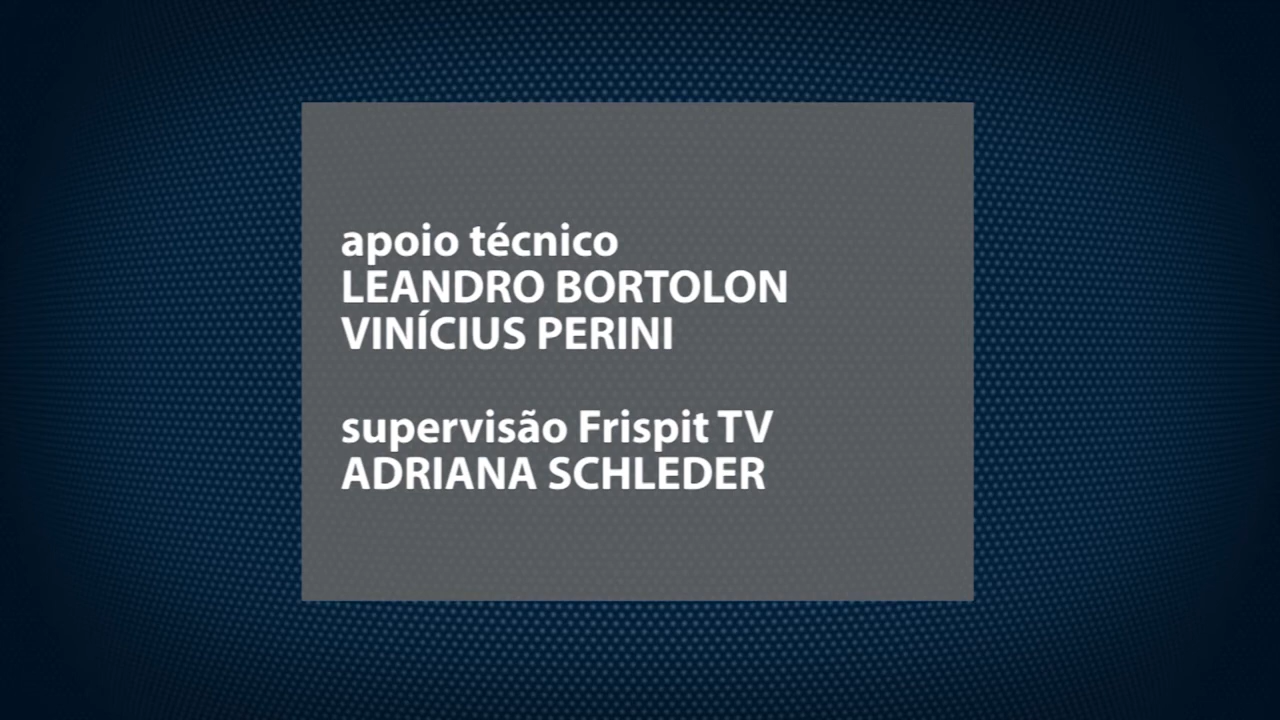 apoio técnico
LEANDRO BORTOLON
VINÍCIUS PERINI
supervisão Frispit TV
ADRIANA SCHLEDER